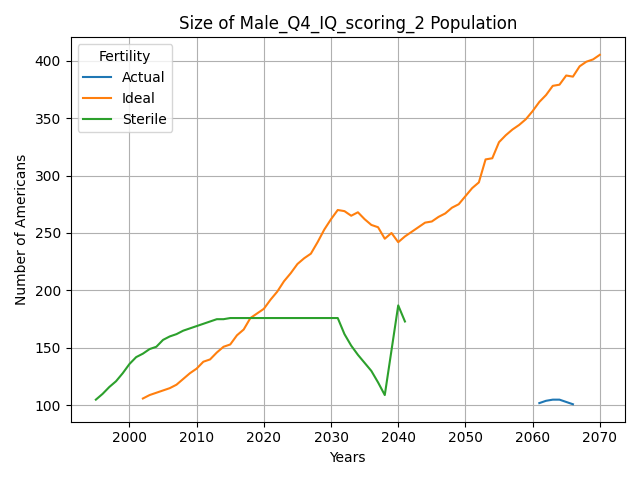 Size of Male_Q4_IQ_scoring_2 Population
Fertility
Actual
Ideal
Sterile
Number of Americans
400
350
300
250
200
150
100
2000 2010 2020 2030 2040 2050 2060 2070
Years